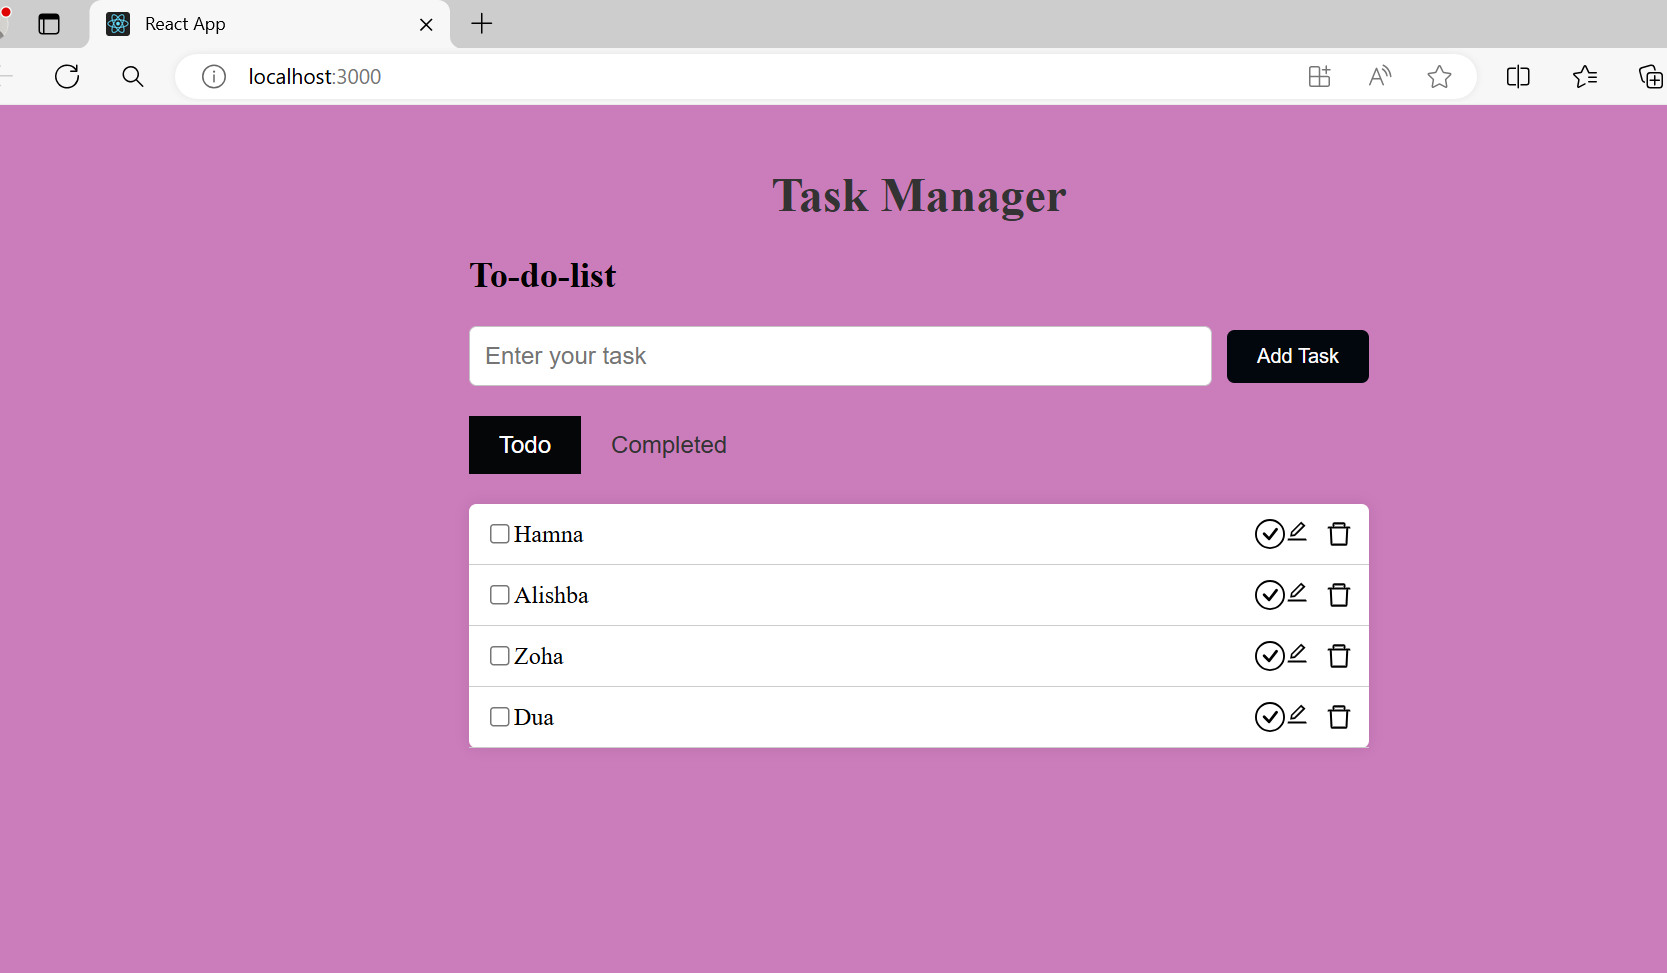 React App
localhost:3000
Task Manager
To-do-list
Enter your task
Add Task
Todo
Completed
Hamna
Alishba
Zoha
Dua